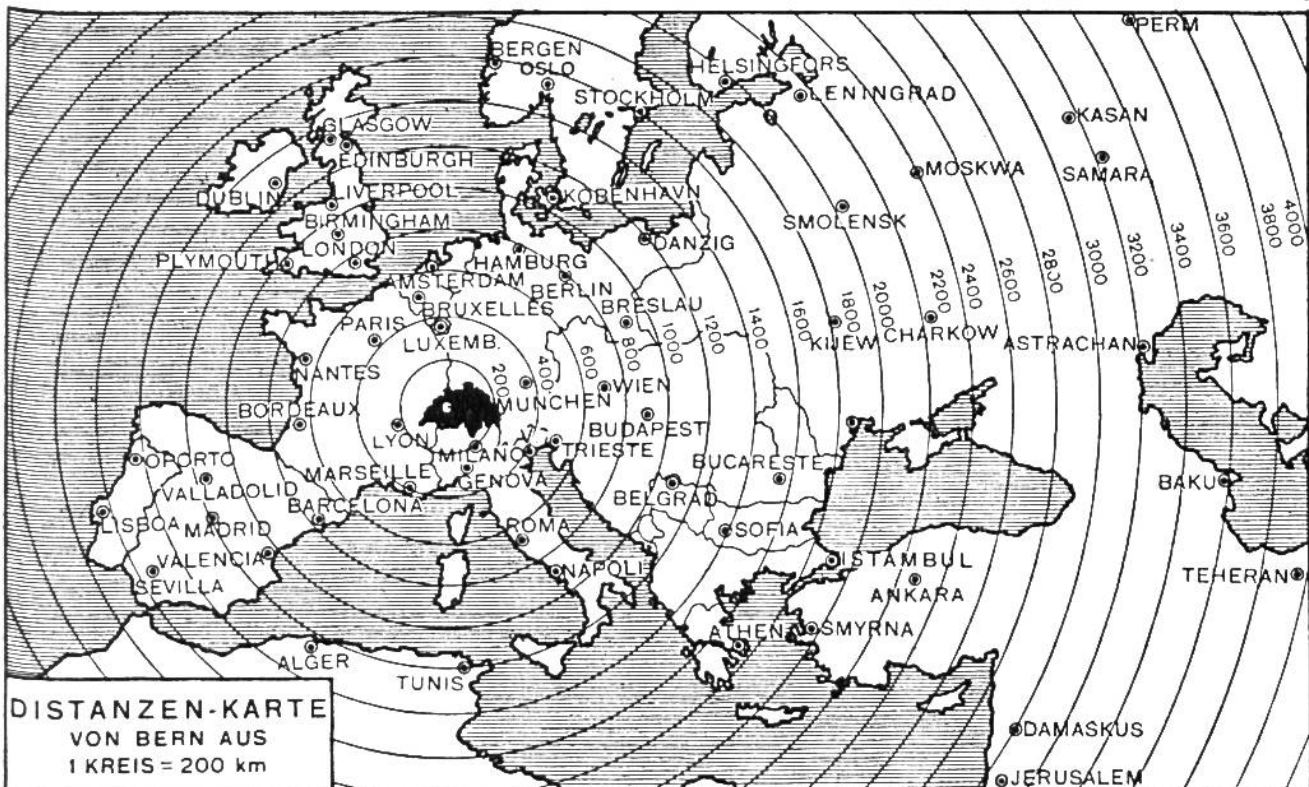 PERM
BERGEN
OSLO
HELSINGFORS
STOCKHOLM
LENINGRAD
KASAN
GLASGOW
EDINBURGH
MOSKWA
SAMARA
DUBLIN
LIVERPOOL
KÖBENHAVN
SMOLENSK
BIRMINGHAM
LONDON
DANZIG
PLYMOUTH
HAMBURG
AMSTERDAM
BERLIN
BRUXELLES
BRESLAU
PARIS
LUXEMB.
KIJEW
CHARKOW
ASTRACHAN
200
400
600
800
1000
1200
1400
1600
1800
2000
2200
2400
2600
2800
3000
3200
3400
3600
3800
4000
NANTES
WIEN
MÜNCHEN
BORDEAUX
LYON
BUDAPEST
MILANO
TRIESTE
OPORTO
MARSEILLE
GENOVA
BUCARESTE
VALLADOLID
BELGRAD
BAKU
BARCELONA
LISBOA
MADRID
ROMA
SOFIA
VALENCIA
ISTAMBUL
SEVILLA
NAPOLI
ANKARA
TEHERAN
ATHEN
SMYRNA
ALGER
TUNIS
DISTANZEN-KARTE
VON BERN AUS
1 KREIS = 200 km
DAMASKUS
JERUSALEM